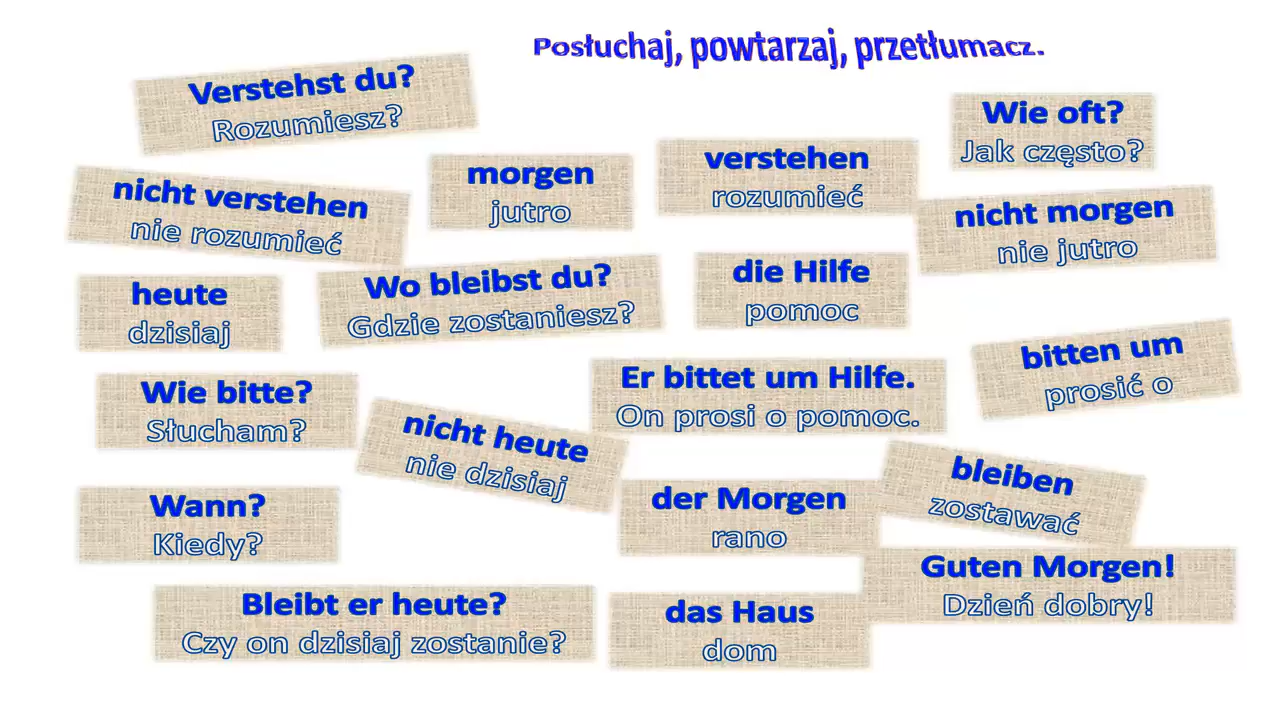 Posłuchaj, powtarzaj, przetłumacz.
Verstehst du?
Rozumiesz?
Wie oft?
Jak często?
morgen
jutro
verstehen
rozumieć
nicht verstehen
nie rozumieć
nicht morgen
nie jutro
heute
dzisiaj
Wo bleibst du?
Gdzie zostaniesz?
die Hilfe
pomoc
bitten um
prosić o
Wie bitte?
Słucham?
Er bittet um Hilfe.
On prosi o pomoc.
nicht heute
nie dzisiaj
bleiben
zostawać
Wann?
Kiedy?
der Morgen
rano
Guten Morgen!
Dzień dobry!
Bleibt er heute?
Czy on dzisiaj zostanie?
das Haus
dom